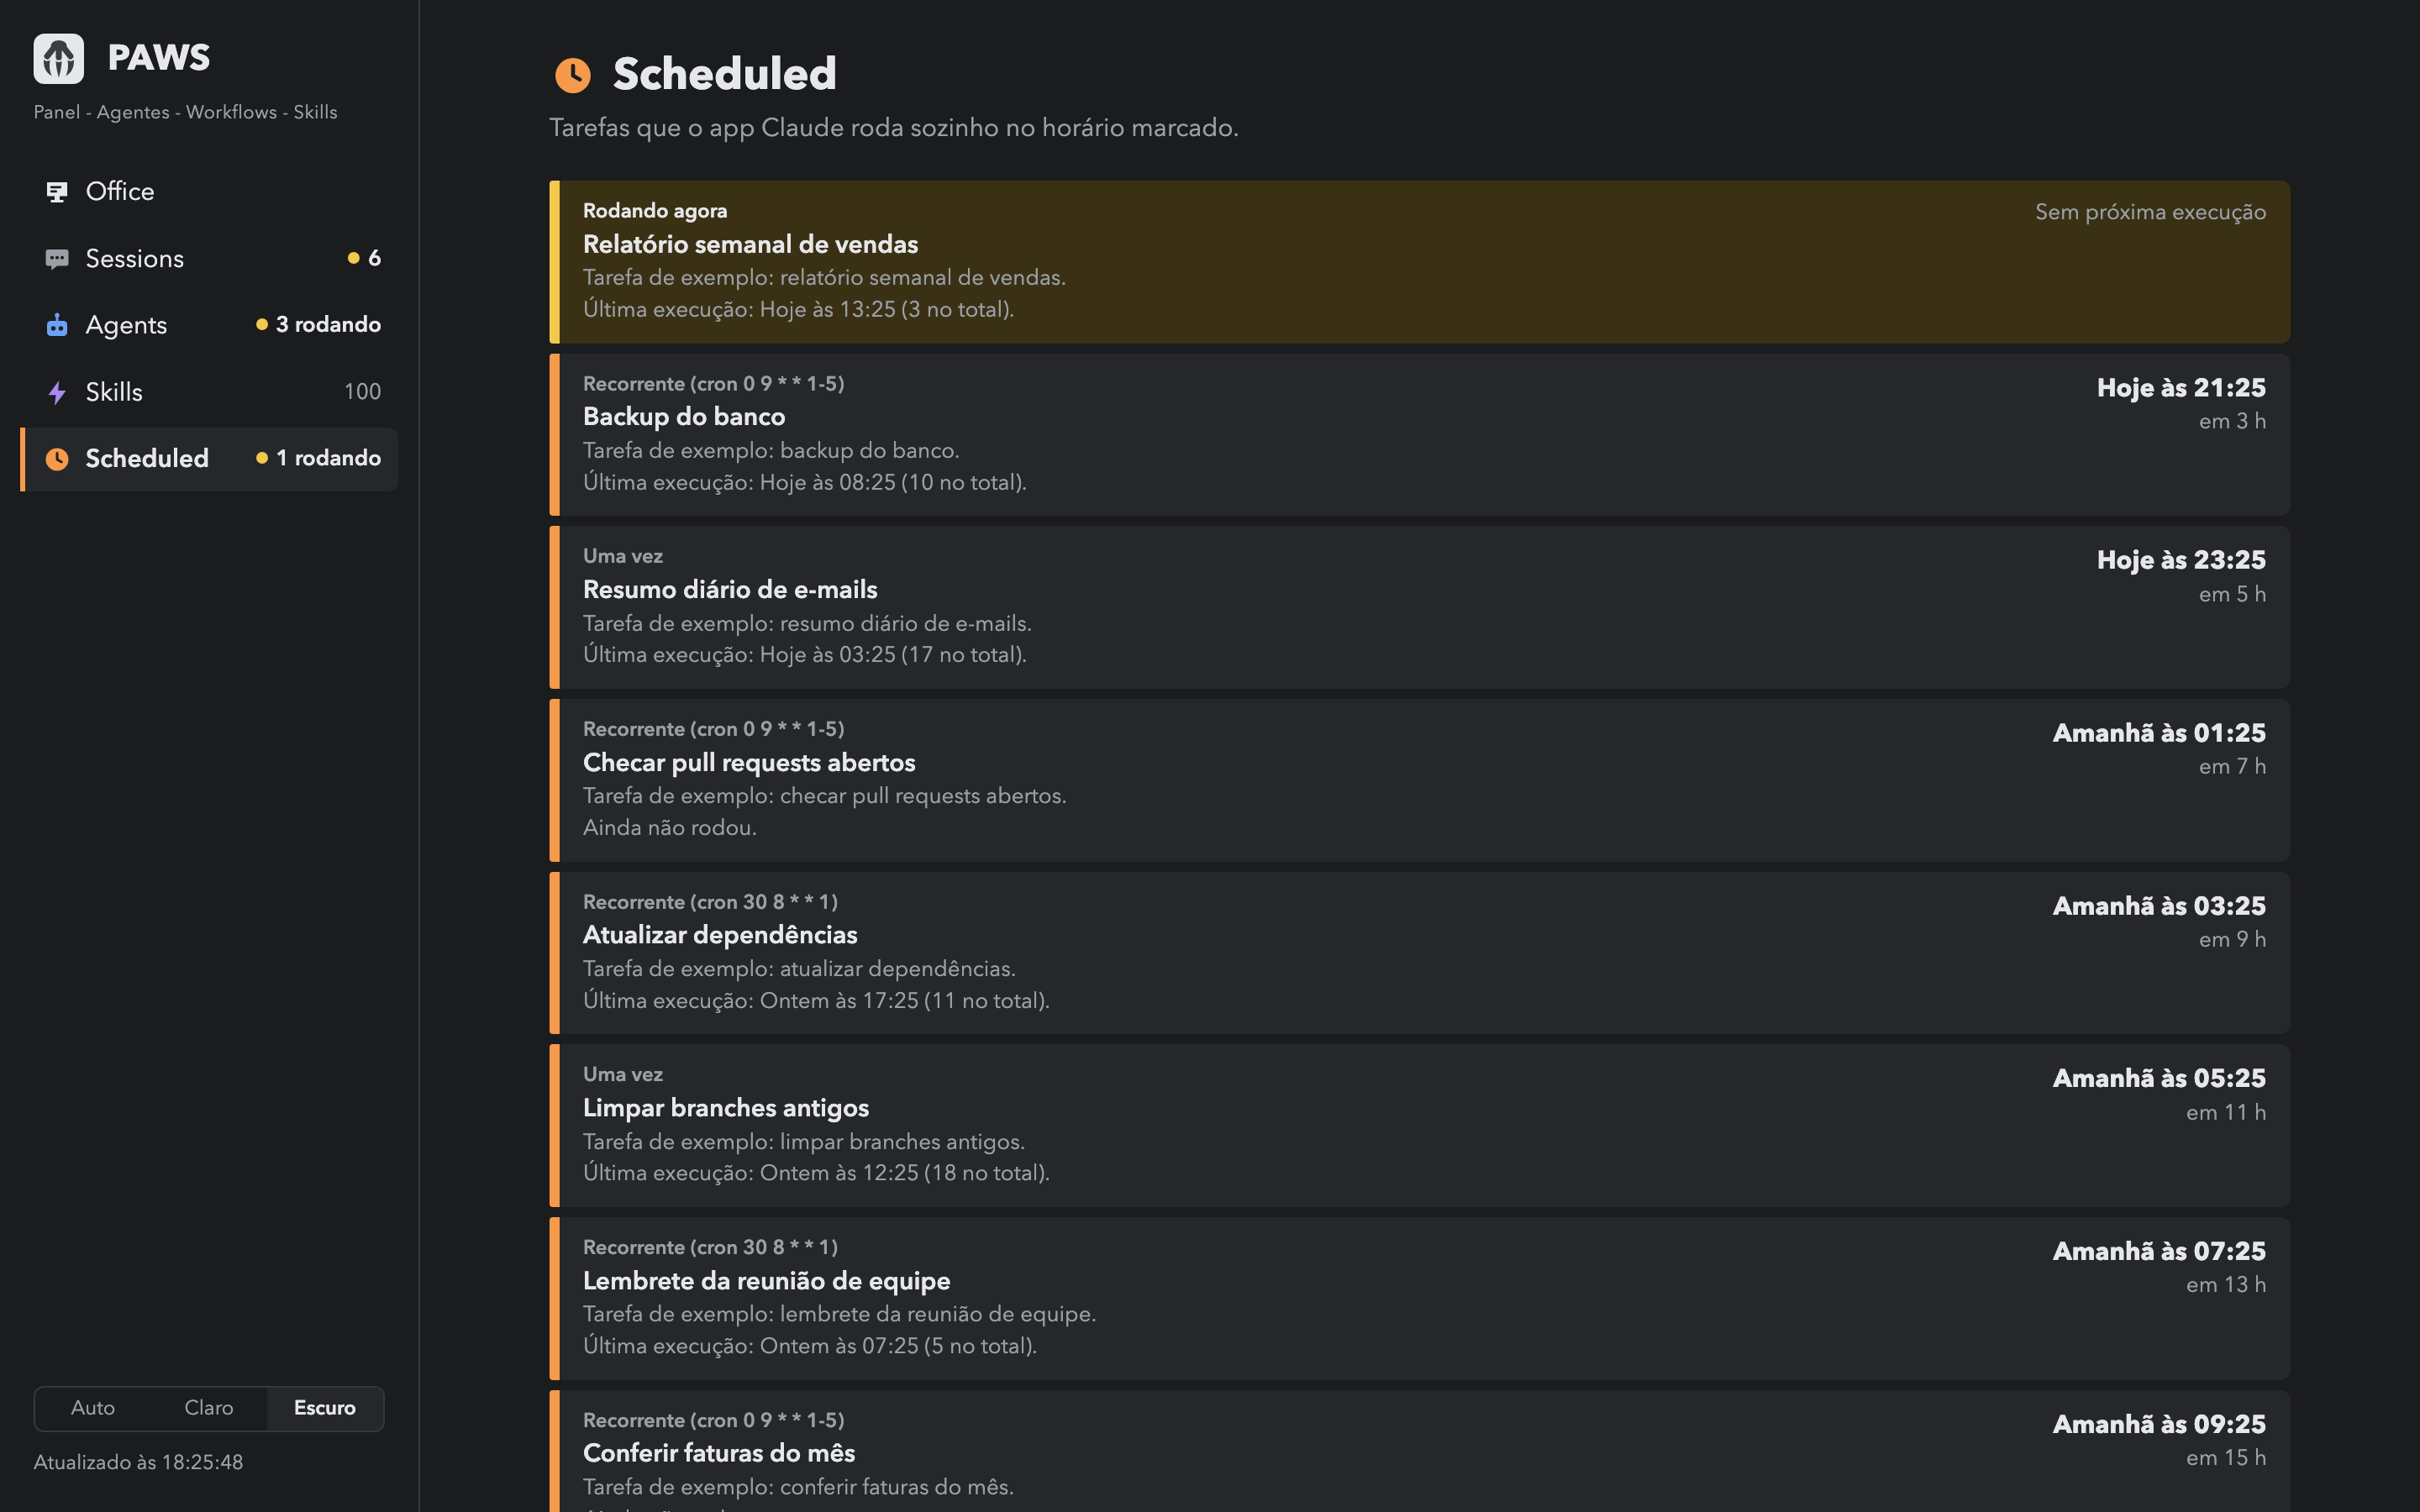 PAWS
Panel - Agentes - Workflows - Skills
Office
Sessions 6
Agents 3 rodando
Skills 100
Scheduled 1 rodando
Auto Claro Escuro
Atualizado às 18:25:48
Scheduled
Tarefas que o app Claude roda sozinho no horário marcado.
Rodando agora
Sem próxima execução
Relatório semanal de vendas
Tarefa de exemplo: relatório semanal de vendas.
Última execução: Hoje às 13:25 (3 no total).
Recorrente (cron 0 9 * * 1-5)
Hoje às 21:25
Backup do banco
em 3 h
Tarefa de exemplo: backup do banco.
Última execução: Hoje às 08:25 (10 no total).
Uma vez
Hoje às 23:25
Resumo diário de e-mails
em 5 h
Tarefa de exemplo: resumo diário de e-mails.
Última execução: Hoje às 03:25 (17 no total).
Recorrente (cron 0 9 * * 1-5)
Amanhã às 01:25
Checar pull requests abertos
em 7 h
Tarefa de exemplo: checar pull requests abertos.
Ainda não rodou.
Recorrente (cron 30 8 * * 1)
Amanhã às 03:25
Atualizar dependências
em 9 h
Tarefa de exemplo: atualizar dependências.
Última execução: Ontem às 17:25 (11 no total).
Uma vez
Amanhã às 05:25
Limpar branches antigos
em 11 h
Tarefa de exemplo: limpar branches antigos.
Última execução: Ontem às 12:25 (18 no total).
Recorrente (cron 30 8 * * 1)
Amanhã às 07:25
Lembrete da reunião de equipe
em 13 h
Tarefa de exemplo: lembrete da reunião de equipe.
Última execução: Ontem às 07:25 (5 no total).
Recorrente (cron 0 9 * * 1-5)
Amanhã às 09:25
Conferir faturas do mês
em 15 h
Tarefa de exemplo: conferir faturas do mês.